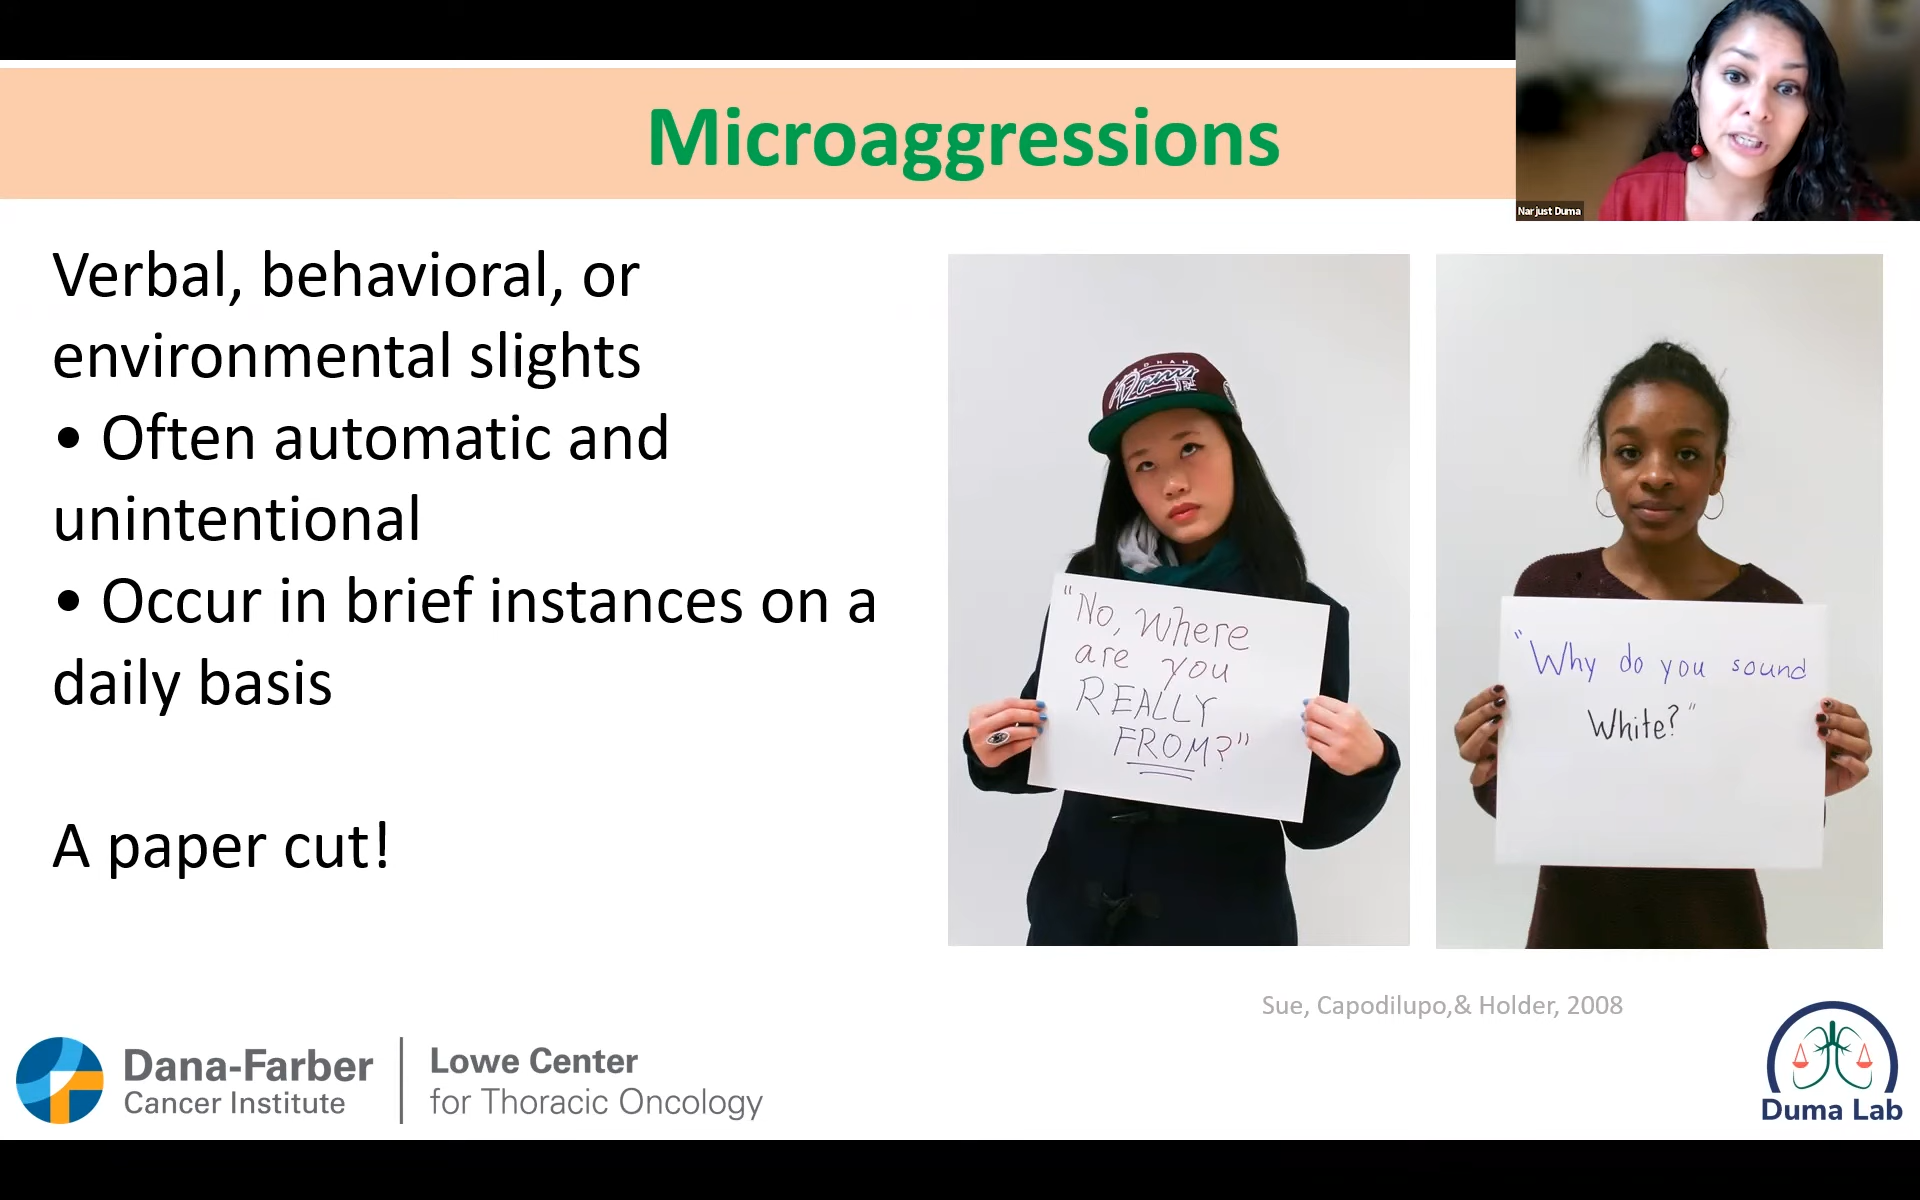 Microaggressions
Narjust Duma
Verbal, behavioral, or
environmental slights
• Often automatic and
unintentional
• Occur in brief instances on a
daily basis
A paper cut!
"No, Where
are you
REALLY
FROM?"
"Why do you sound
White?"
Sue, Capodilupo,& Holder, 2008
Dana-Farber
Cancer Institute
Lowe Center
for Thoracic Oncology
Duma Lab